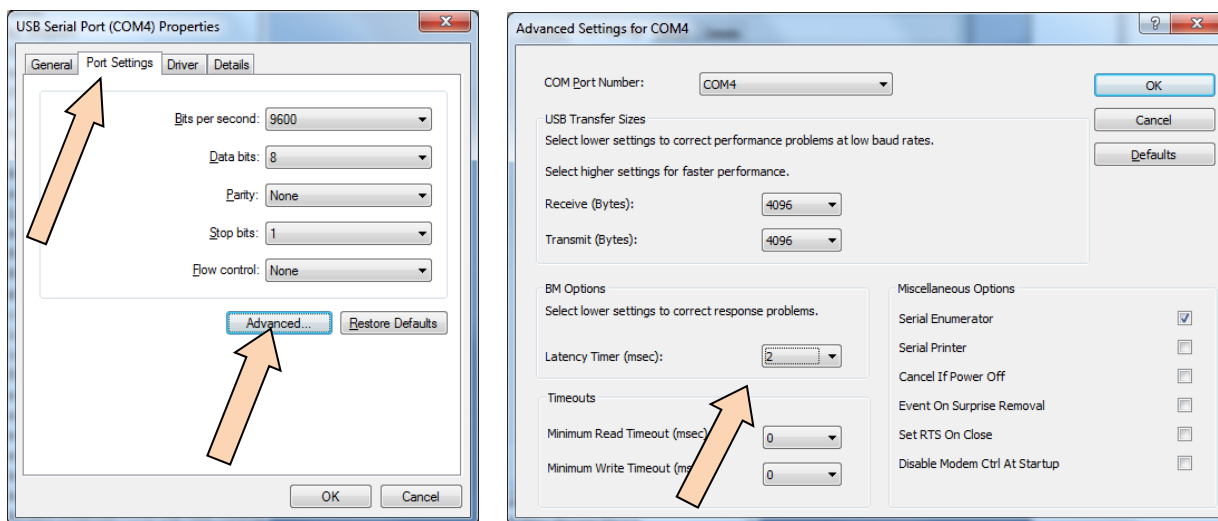 USB Serial Port (COM4) Properties
General Port Settings Driver Details
Bits per second: 9600
Data bits: 8
Parity: None
Stop bits: 1
Flow control: None
Advanced... Restore Defaults
OK Cancel
Advanced Settings for COM4
COM Port Number: COM4
OK
Cancel
Defaults
USB Transfer Sizes
Select lower settings to correct performance problems at low baud rates.
Select higher settings for faster performance.
Receive (Bytes): 4096
Transmit (Bytes): 4096
BM Options
Select lower settings to correct response problems.
Latency Timer (msec): 2
Timeouts
Minimum Read Timeout (msec) 0
Minimum Write Timeout (ms 0
Miscellaneous Options
Serial Enumerator
Serial Printer
Cancel If Power Off
Event On Surprise Removal
Set RTS On Close
Disable Modem Ctrl At Startup